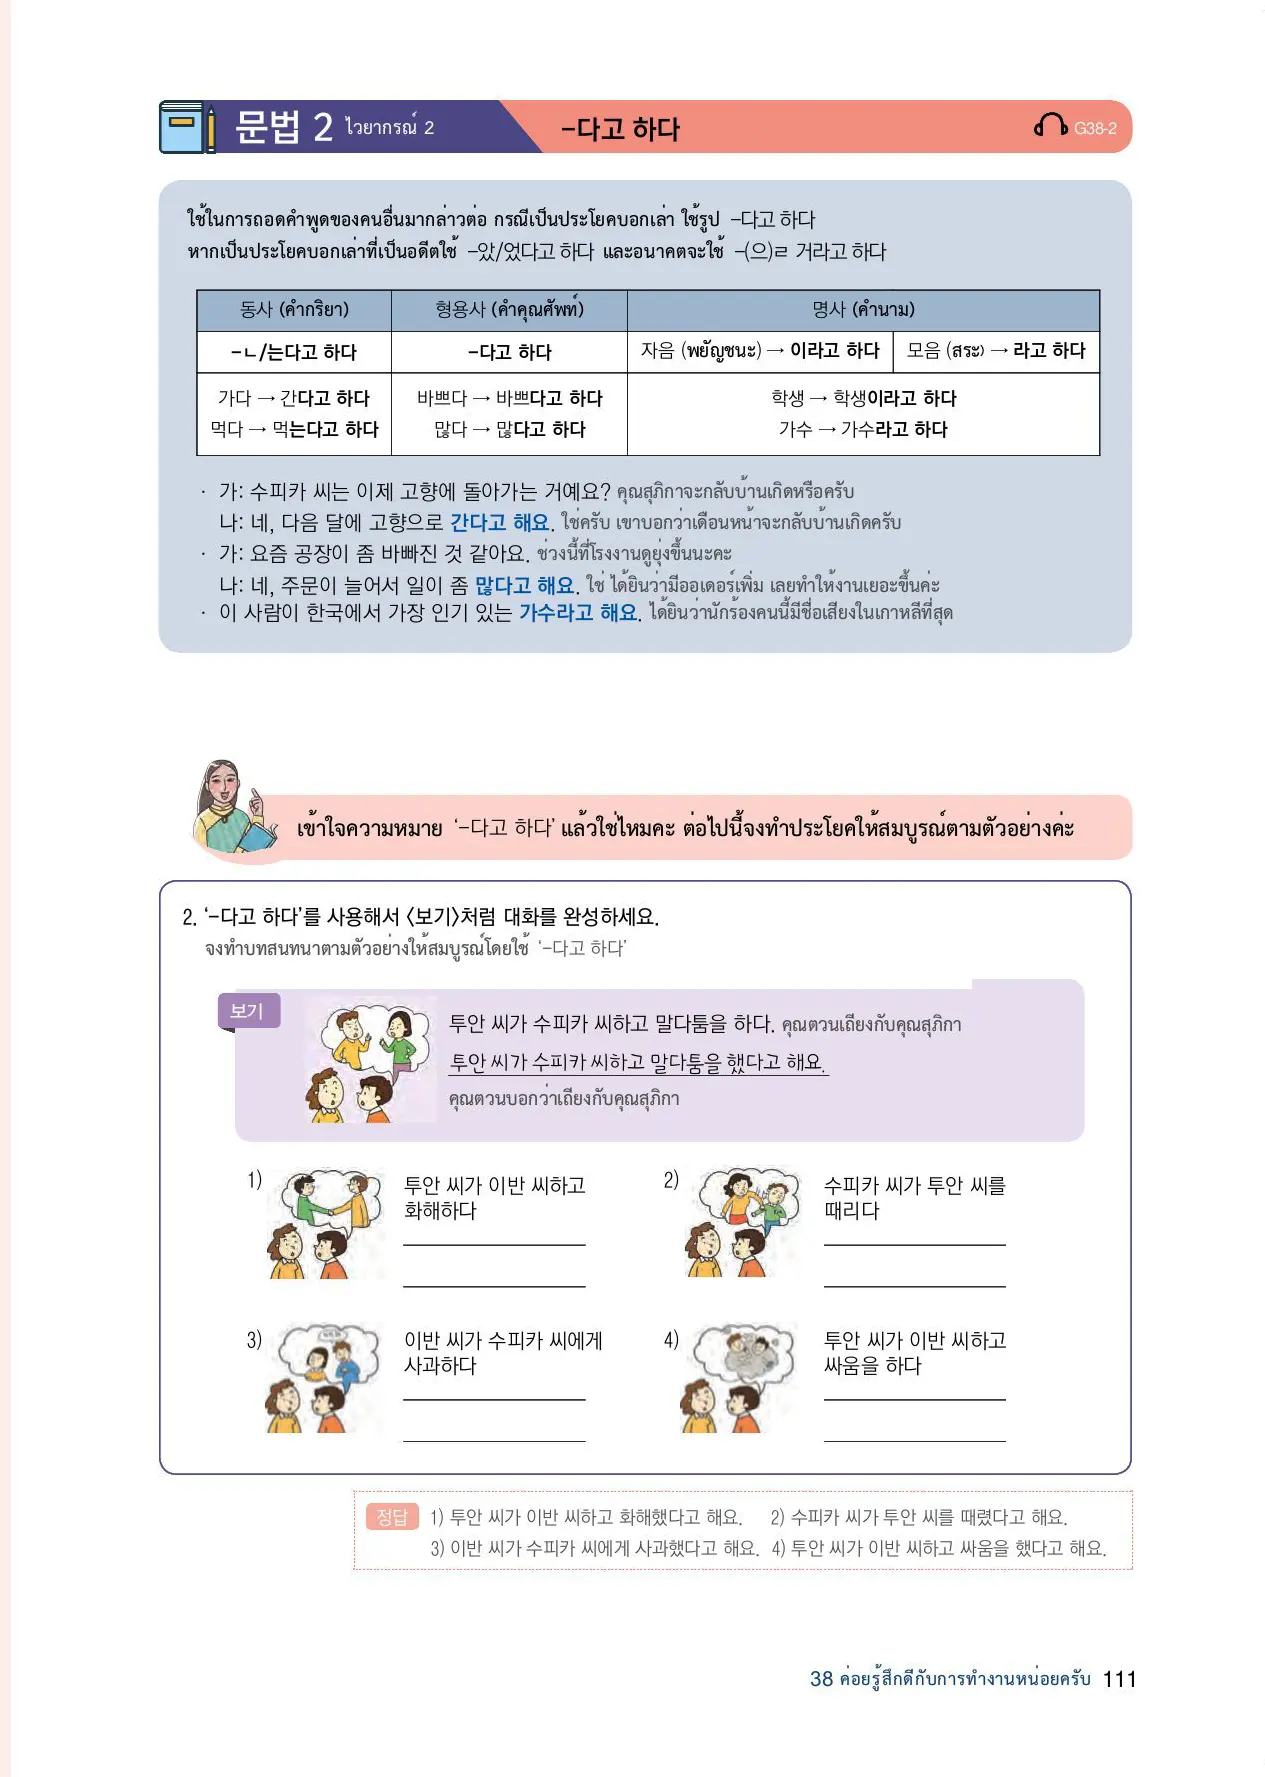 문법 2 ไวยากรณ์ 2 -다고 하다 G38-2
ใช้ในการถอดคำพูดของคนอื่นมากล่าวต่อ กรณีเป็นประโยคบอกเล่า ใช้รูป -다고 하다
หากเป็นประโยคบอกเล่าที่เป็นอดีตใช้ -았/었다고 하다 และอนาคตจะใช้ -(으)ㄹ 거라고 하다
동사 (คำกริยา) 형용사 (คำคุณศัพท์) 명사 (คำนาม)
-ㄴ/는다고 하다 -다고 하다 자음 (พยัญชนะ) → 이라고 하다 모음 (สระ) → 라고 하다
가다 → 간다고 하다 바쁘다 → 바쁘다고 하다 학생 → 학생이라고 하다
먹다 → 먹는다고 하다 많다 → 많다고 하다 가수 → 가수라고 하다
· 가: 수피카 씨는 이제 고향에 돌아가는 거예요? คุณสุภิกาจะกลับบ้านเกิดหรือครับ
나: 네, 다음 달에 고향으로 간다고 해요. ใช่ครับ เขาบอกว่าเดือนหน้าจะกลับบ้านเกิดครับ
· 가: 요즘 공장이 좀 바빠진 것 같아요. ช่วงนี้ที่โรงงานดูยุ่งขึ้นนะคะ
나: 네, 주문이 늘어서 일이 좀 많다고 해요. ใช่ ได้ยินว่ามีออเดอร์เพิ่ม เลยทำให้งานเยอะขึ้นค่ะ
· 이 사람이 한국에서 가장 인기 있는 가수라고 해요. ได้ยินว่านักร้องคนนี้มีชื่อเสียงในเกาหลีที่สุด
เข้าใจความหมาย '-다고 하다' แล้วใช่ไหมคะ ต่อไปนี้จงทำประโยคให้สมบูรณ์ตามตัวอย่างค่ะ
2. '-다고 하다'를 사용해서 〈보기〉처럼 대화를 완성하세요.
จงทำบทสนทนาตามตัวอย่างให้สมบูรณ์โดยใช้ '-다고 하다'
보기
투안 씨가 수피카 씨하고 말다툼을 하다. คุณตวนเถียงกับคุณสุภิกา
투안 씨가 수피카 씨하고 말다툼을 했다고 해요.
คุณตวนบอกว่าเถียงกับคุณสุภิกา
1) 투안 씨가 이반 씨하고
화해하다
2) 수피카 씨가 투안 씨를
때리다
3) 이반 씨가 수피카 씨에게
사과하다
4) 투안 씨가 이반 씨하고
싸움을 하다
정답 1) 투안 씨가 이반 씨하고 화해했다고 해요. 2) 수피카 씨가 투안 씨를 때렸다고 해요.
3) 이반 씨가 수피카 씨에게 사과했다고 해요. 4) 투안 씨가 이반 씨하고 싸움을 했다고 해요.
38 ค่อยรู้สึกดีกับการทำงานหน่อยครับ 111